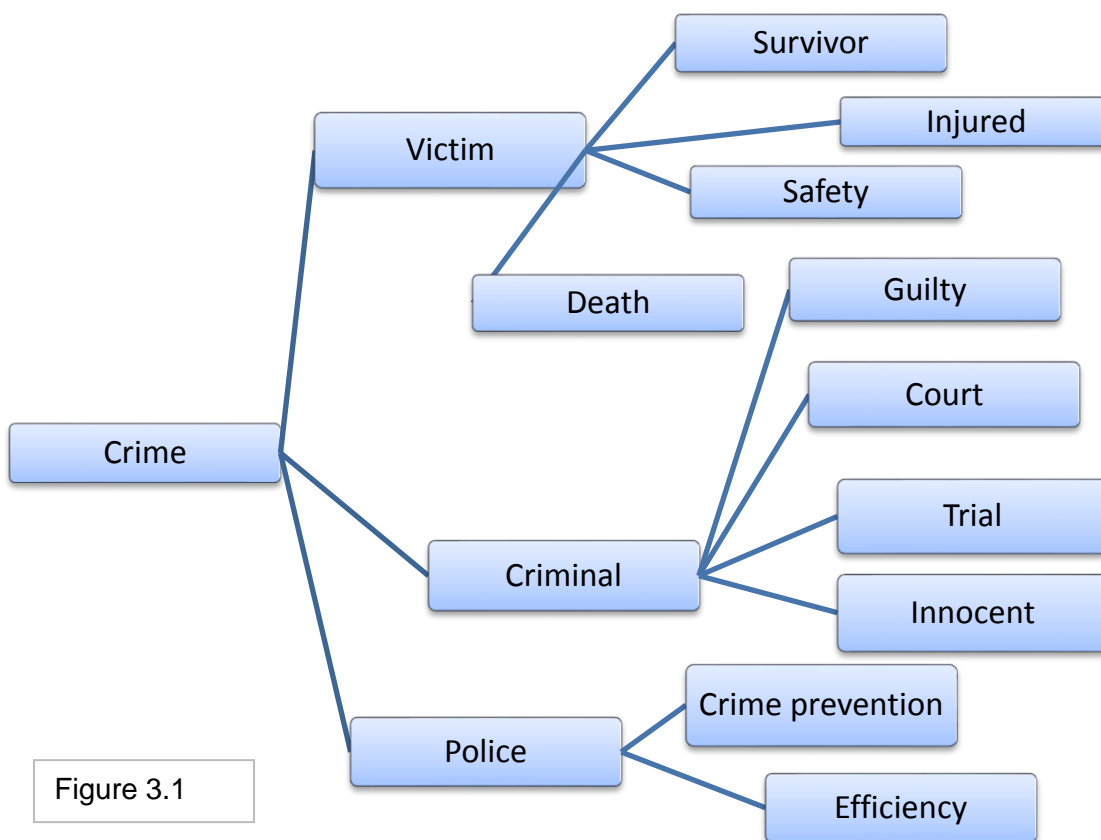 Survivor
Injured
Victim
Safety
Death
Guilty
Court
Crime
Trial
Criminal
Innocent
Crime prevention
Police
Efficiency
Figure 3.1